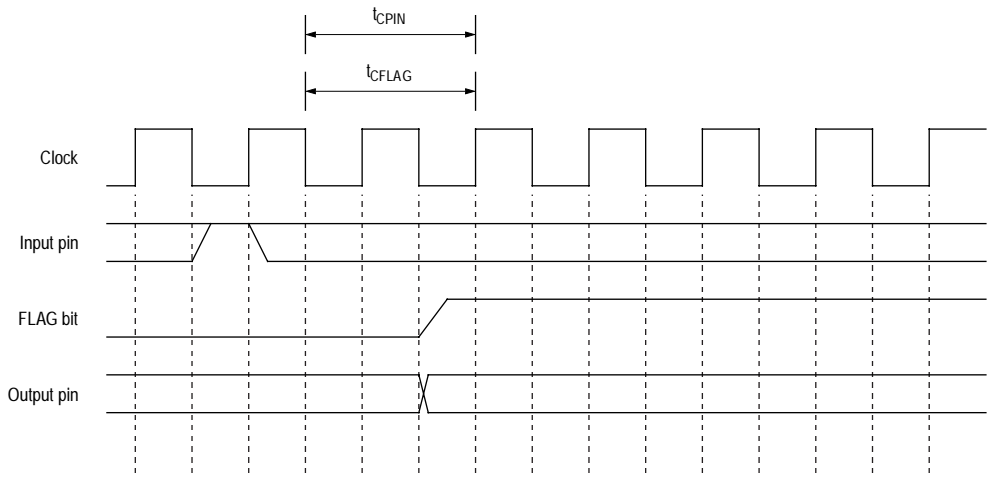 tCPIN
tCFLAG
Clock
Input pin
FLAG bit
Output pin